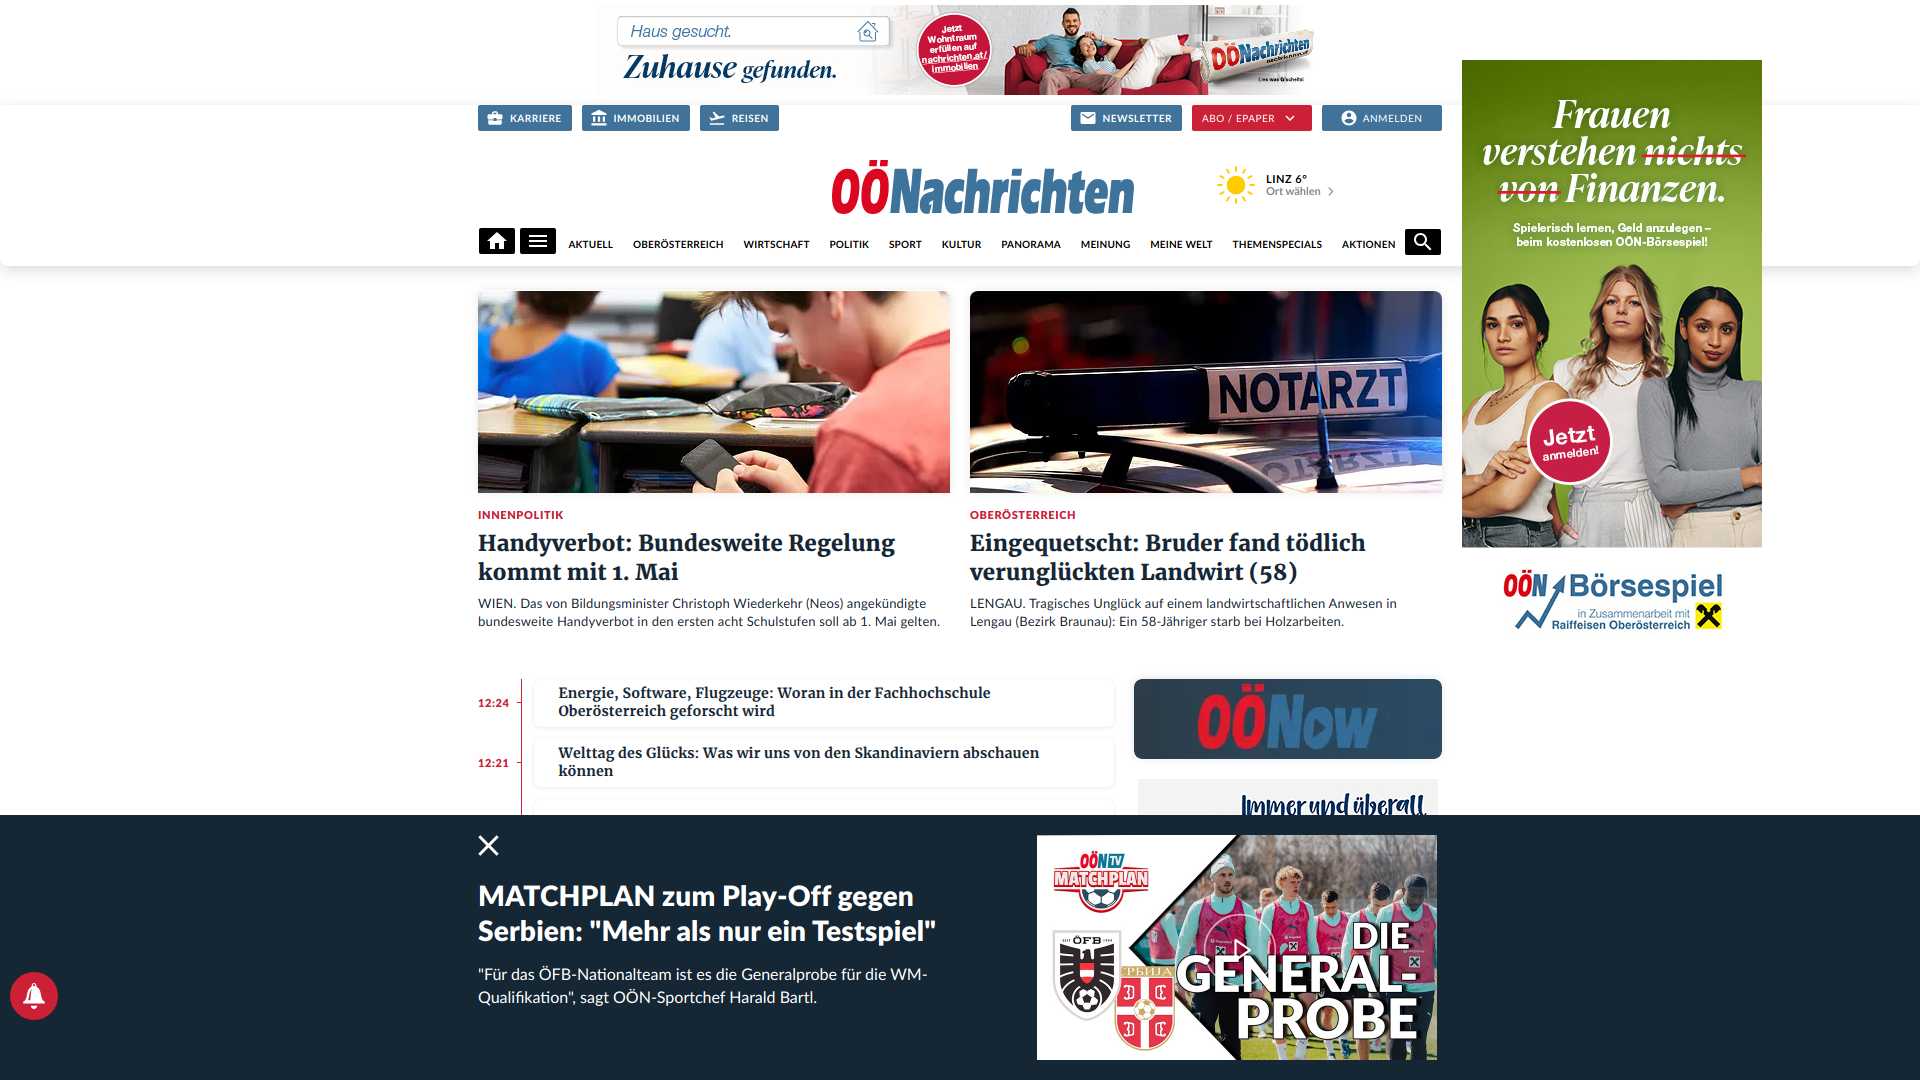 Haus gesucht.
Zuhause gefunden.
Jetzt
Wohntraum
erfüllen auf
nachrichten.at/
immobilien
OÖNachrichten
Lies was G'scheits!
KARRIERE
IMMOBILIEN
REISEN
NEWSLETTER
ABO / EPAPER
ANMELDEN
OÖNachrichten
LINZ 6°
Ort wählen
AKTUELL
OBERÖSTERREICH
WIRTSCHAFT
POLITIK
SPORT
KULTUR
PANORAMA
MEINUNG
MEINE WELT
THEMENSPECIALS
AKTIONEN
Frauen
verstehen nichts
von Finanzen.
Spielerisch lernen, Geld anzulegen –
beim kostenlosen OÖN-Börsespiel!
Jetzt
anmelden!
OÖN Börsespiel
in Zusammenarbeit mit
Raiffeisen Oberösterreich
NOTARZT
INNENPOLITIK
Handyverbot: Bundesweite Regelung
kommt mit 1. Mai
WIEN. Das von Bildungsminister Christoph Wiederkehr (Neos) angekündigte
bundesweite Handyverbot in den ersten acht Schulstufen soll ab 1. Mai gelten.
OBERÖSTERREICH
Eingequetscht: Bruder fand tödlich
verunglückten Landwirt (58)
LENGAU. Tragisches Unglück auf einem landwirtschaftlichen Anwesen in
Lengau (Bezirk Braunau): Ein 58-Jähriger starb bei Holzarbeiten.
12:24
Energie, Software, Flugzeuge: Woran in der Fachhochschule
Oberösterreich geforscht wird
12:21
Welttag des Glücks: Was wir uns von den Skandinaviern abschauen
können
OÖNow
Immer und überall
MATCHPLAN zum Play-Off gegen
Serbien: "Mehr als nur ein Testspiel"
"Für das ÖFB-Nationalteam ist es die Generalprobe für die WM-
Qualifikation", sagt OÖN-Sportchef Harald Bartl.
OÖN TV
MATCHPLAN
ÖFB
СРБИЈА
DIE
GENERAL-
PROBE